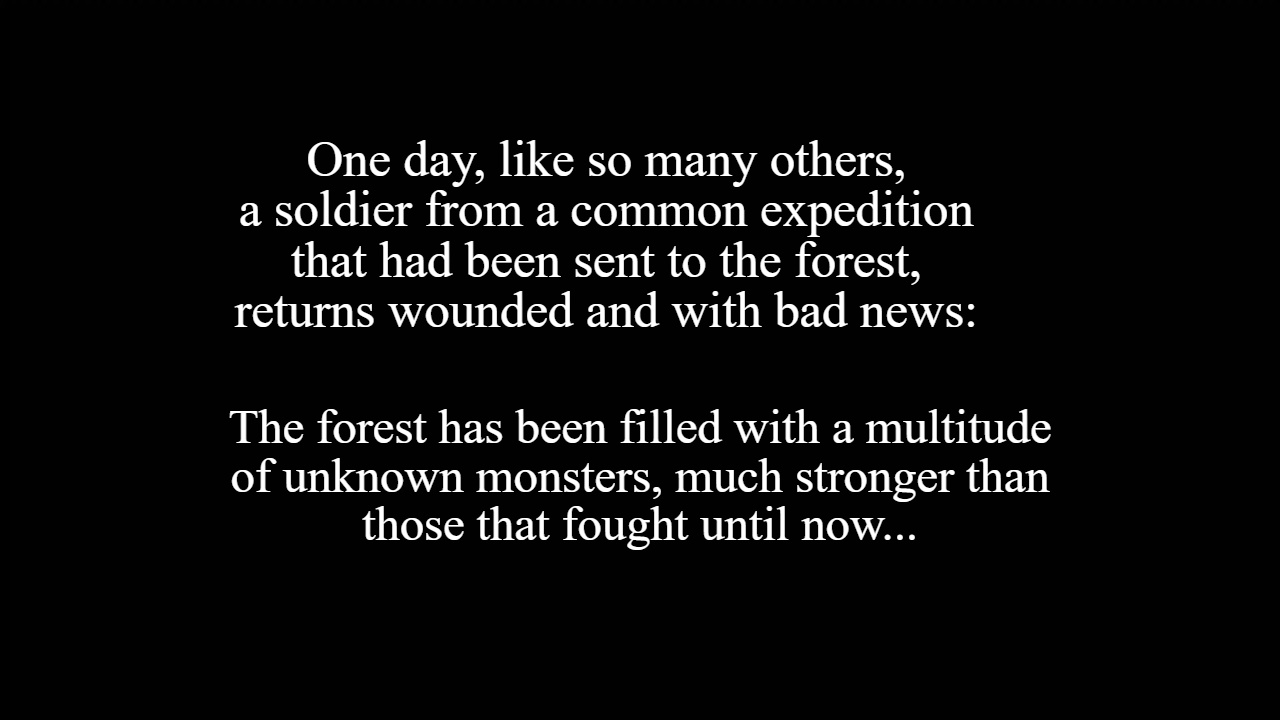 One day, like so many others,
a soldier from a common expedition
that had been sent to the forest,
returns wounded and with bad news:
The forest has been filled with a multitude
of unknown monsters, much stronger than
those that fought until now...